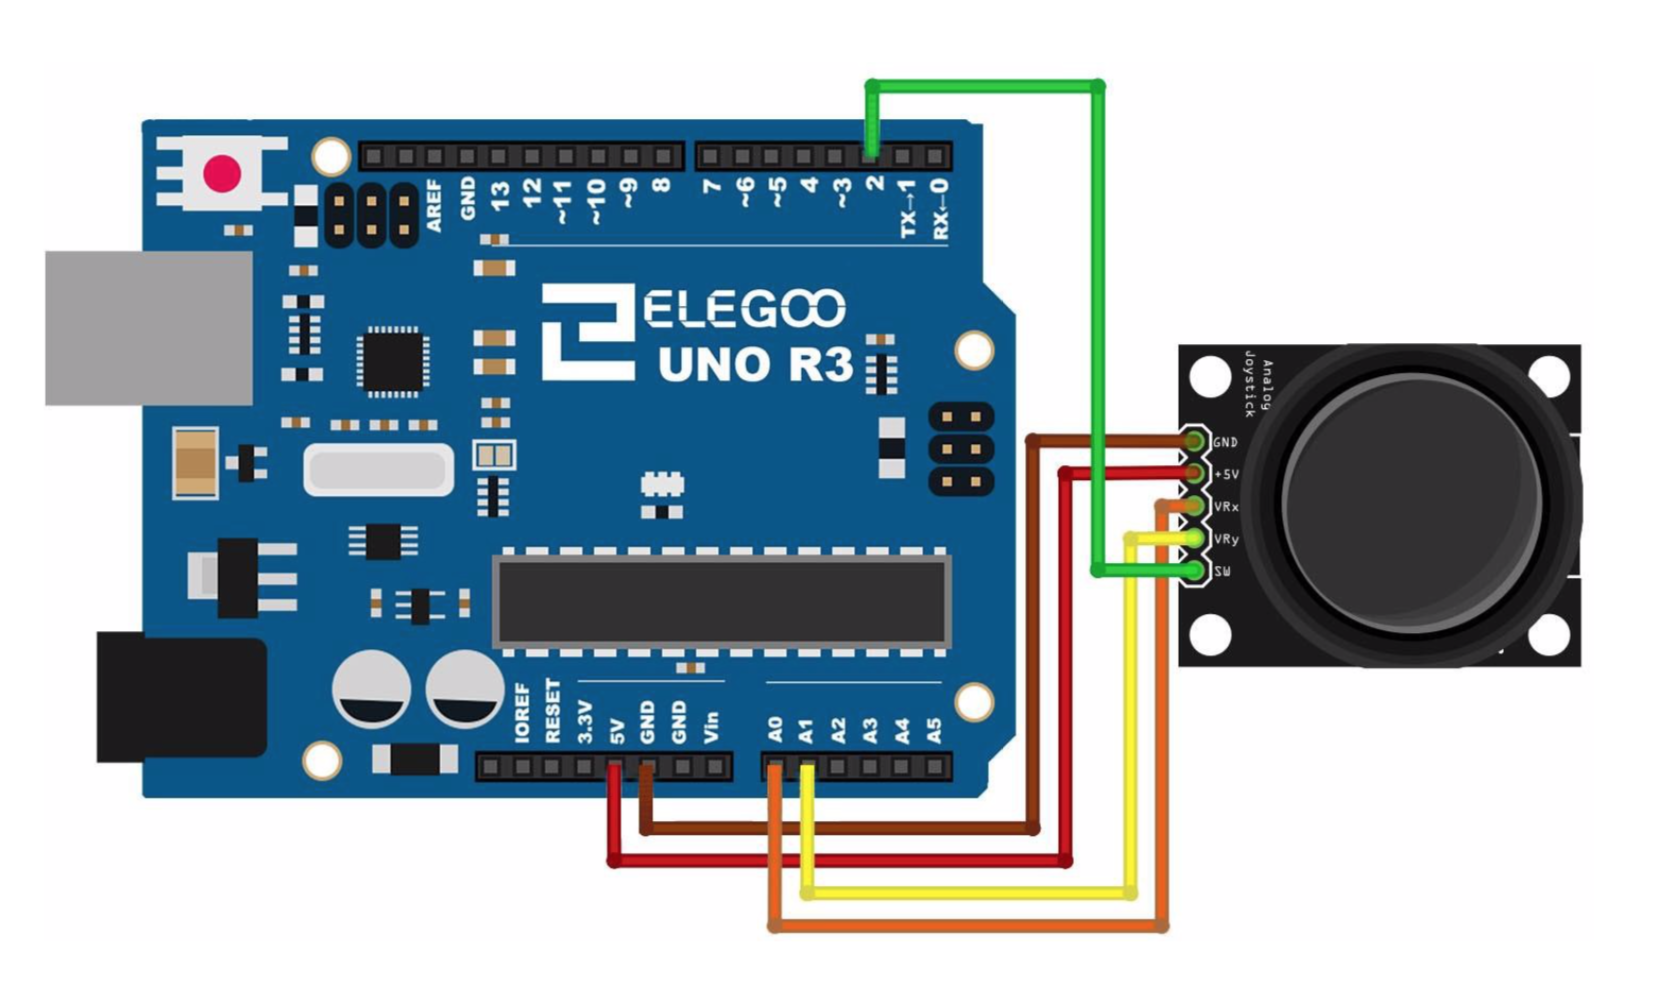 AREF
GND
13
12
~11
~10
~9
8
7
~6
~5
4
~3
2
TX→1
RX←0
ELEGOO
UNO R3
IOREF
RESET
3.3V
5V
GND
GND
Vin
A0
A1
A2
A3
A4
A5
Analog
Joystick
GND
+5V
VRx
VRy
SW